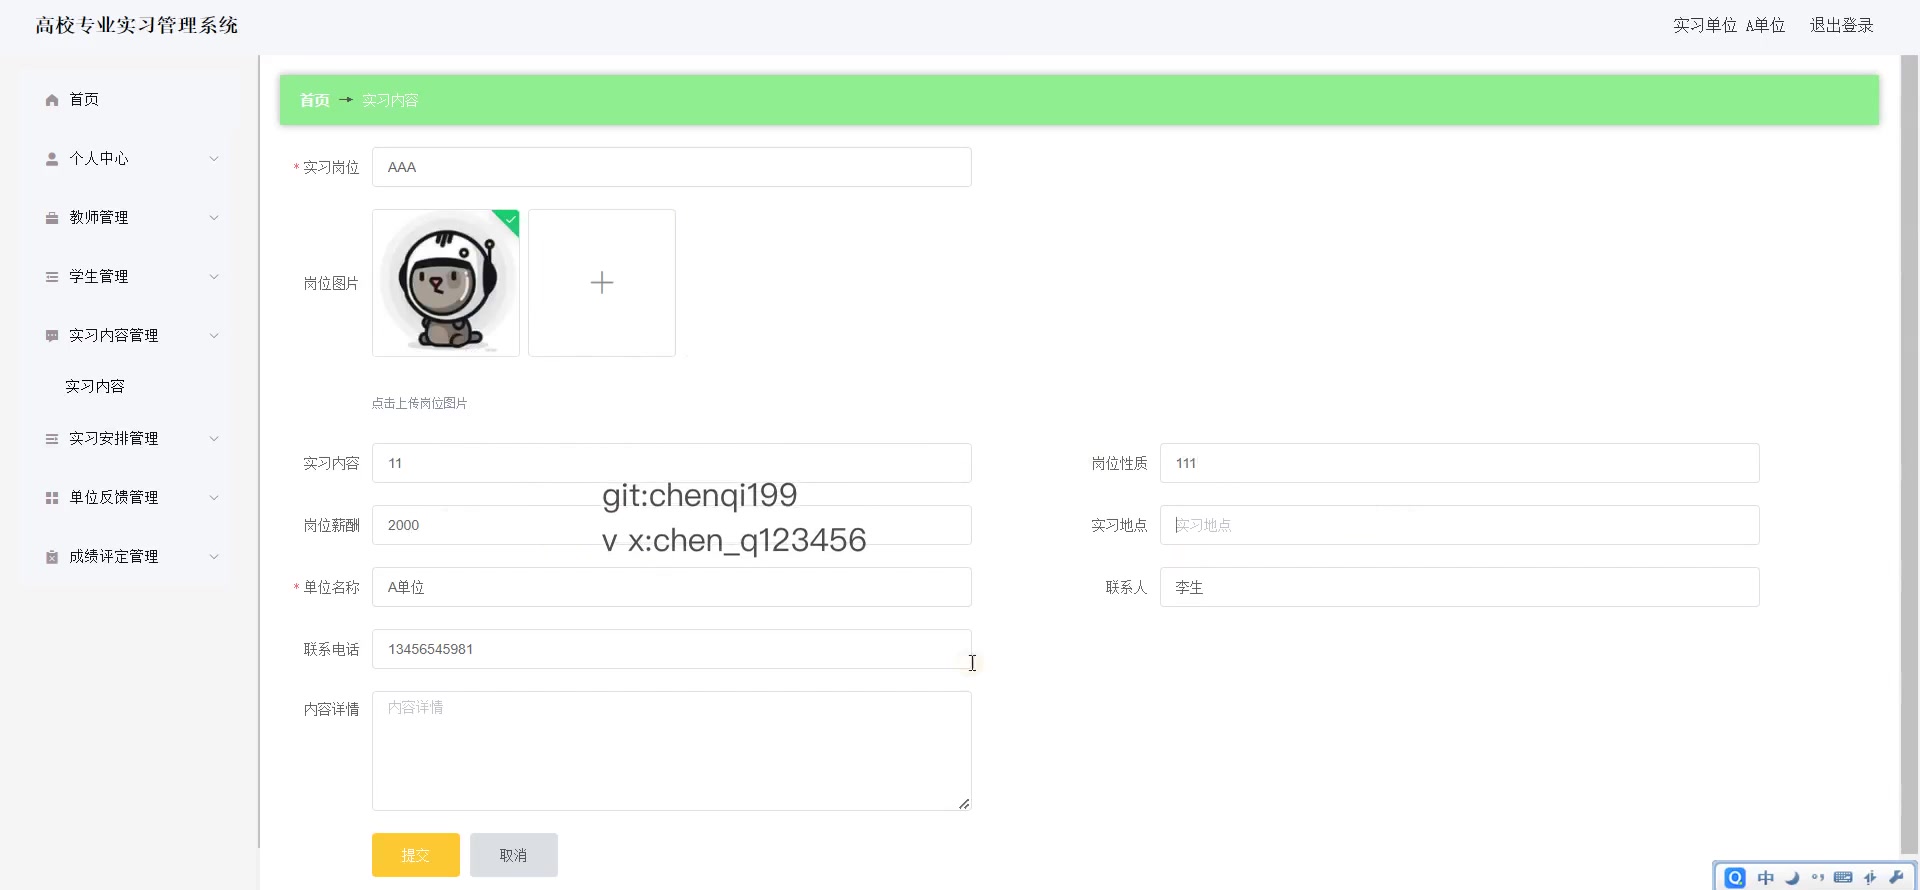 高校专业实习管理系统
实习单位 A单位 退出登录
首页
个人中心
教师管理
学生管理
实习内容管理
实习内容
实习安排管理
单位反馈管理
成绩评定管理
首页 → 实习内容
* 实习岗位 AAA
岗位图片
点击上传岗位图片
实习内容 11
岗位性质 111
git:chenqi199
岗位薪酬 2000
实习地点 实习地点
v x:chen_q123456
* 单位名称 A单位
联系人 李生
联系电话 13456545981
内容详情 内容详情
提交 取消
中